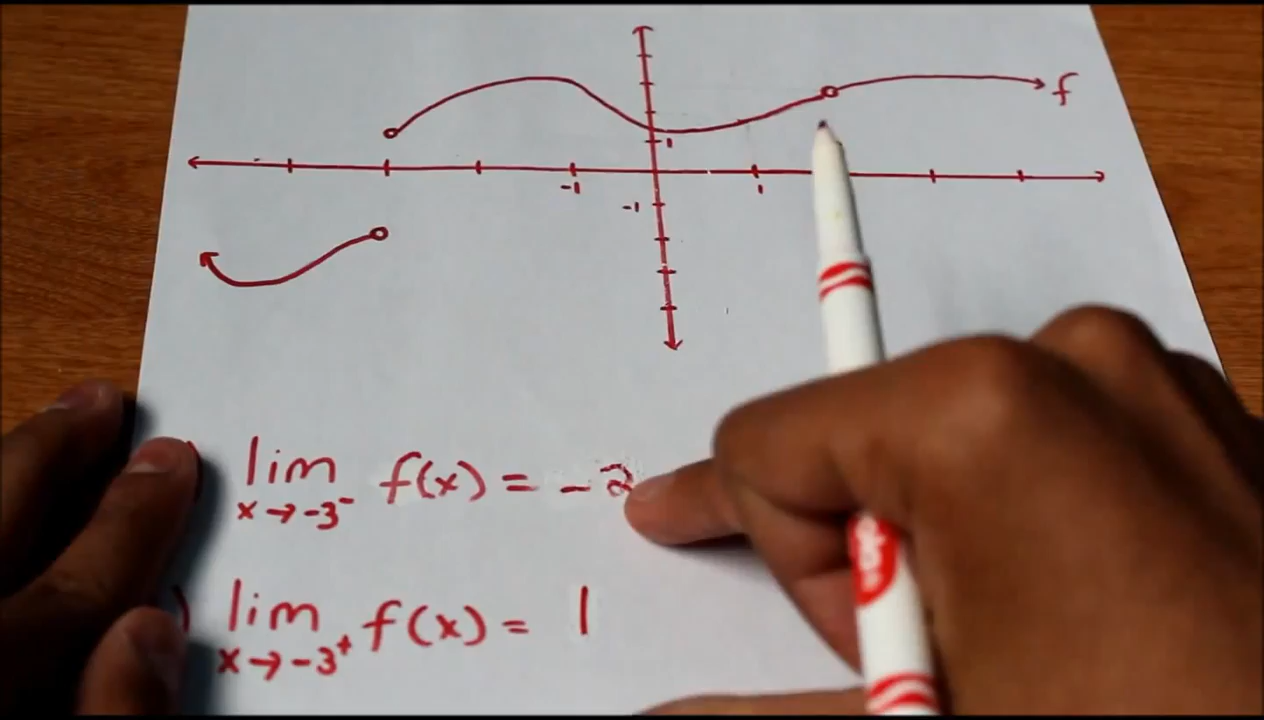 f
1
-1
1
-1
lim f(x) = -2
x→-3⁻
) lim f(x) = 1
x→-3⁺